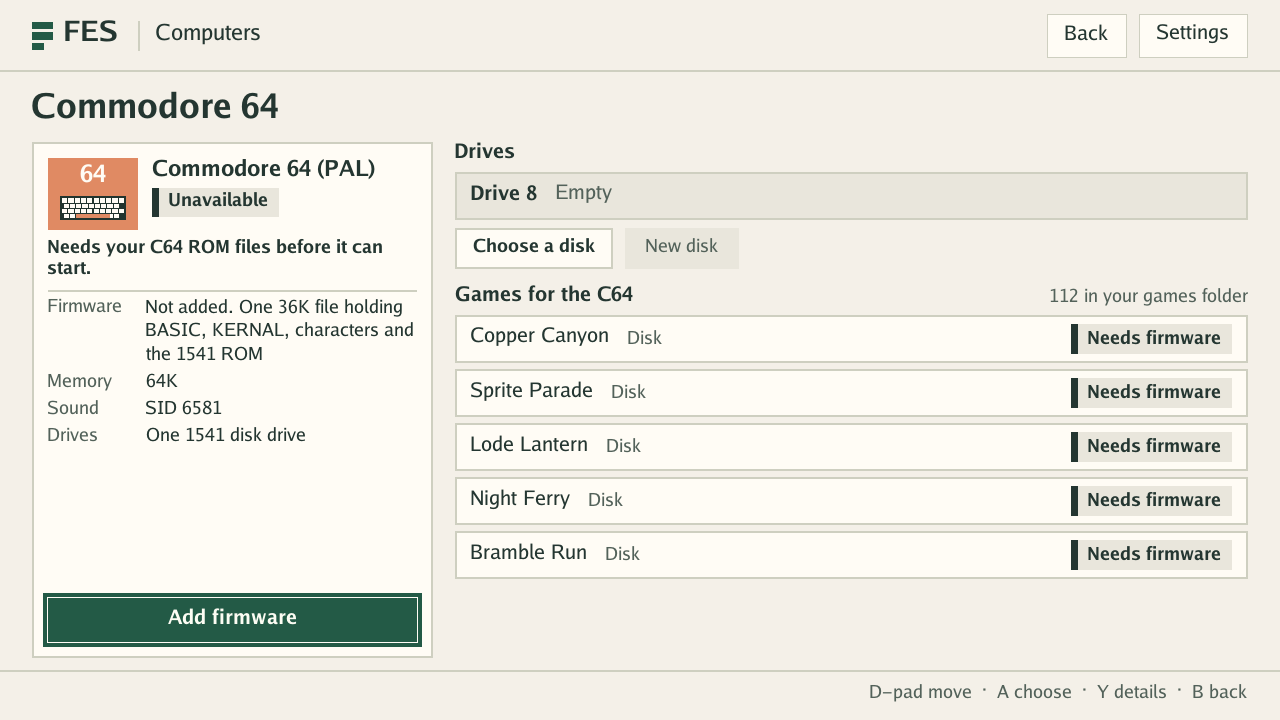 FES
Computers
Back
Settings
Commodore 64
64
Commodore 64 (PAL)
Unavailable
Needs your C64 ROM files before it can
start.
Firmware
Not added. One 36K file holding
BASIC, KERNAL, characters and
the 1541 ROM
Memory
64K
Sound
SID 6581
Drives
One 1541 disk drive
Add firmware
Drives
Drive 8
Empty
Choose a disk
New disk
Games for the C64
112 in your games folder
Copper Canyon
Disk
Needs firmware
Sprite Parade
Disk
Needs firmware
Lode Lantern
Disk
Needs firmware
Night Ferry
Disk
Needs firmware
Bramble Run
Disk
Needs firmware
D–pad move · A choose · Y details · B back